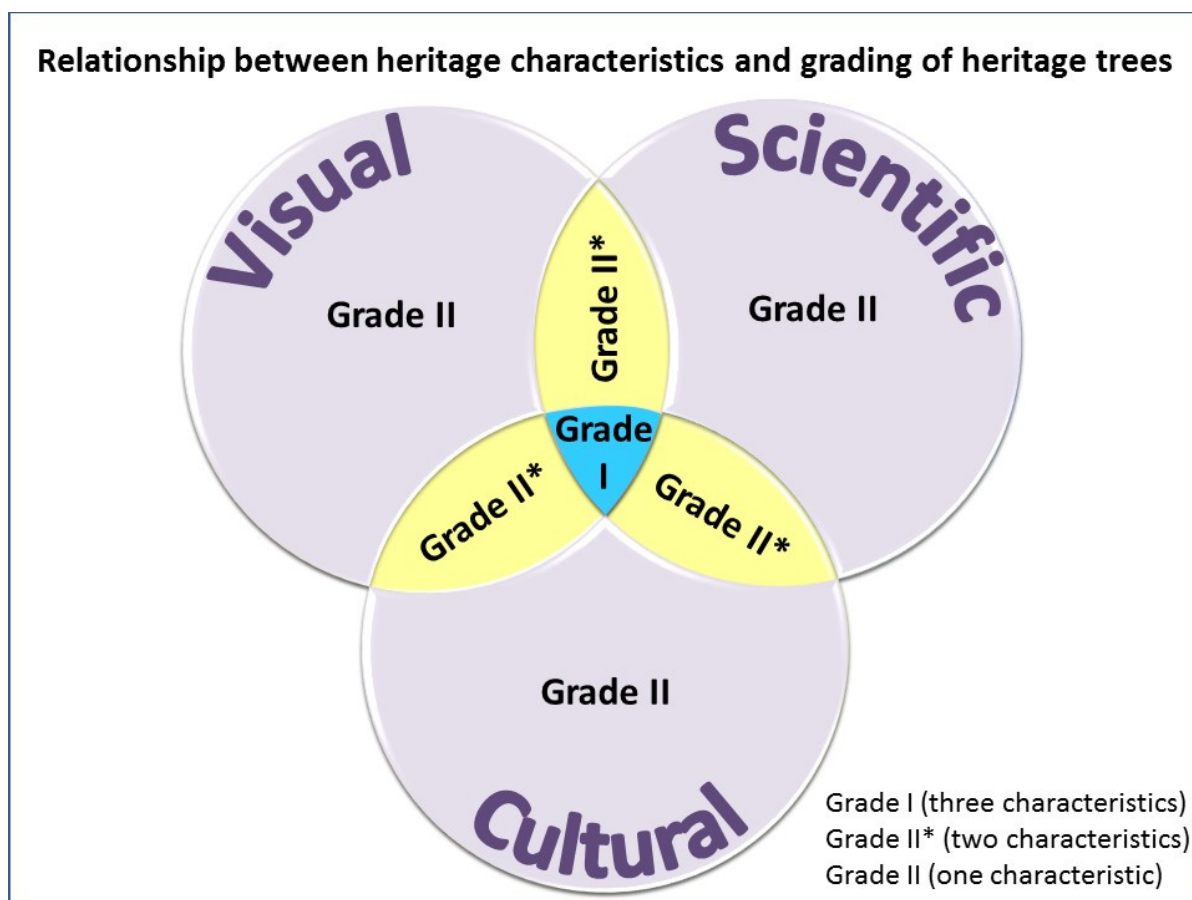 Relationship between heritage characteristics and grading of heritage trees
Visual
Scientific
Grade II
Grade II*
Grade II
Grade
I
Grade II*
Grade II*
Grade II
Cultural
Grade I (three characteristics)
Grade II* (two characteristics)
Grade II (one characteristic)